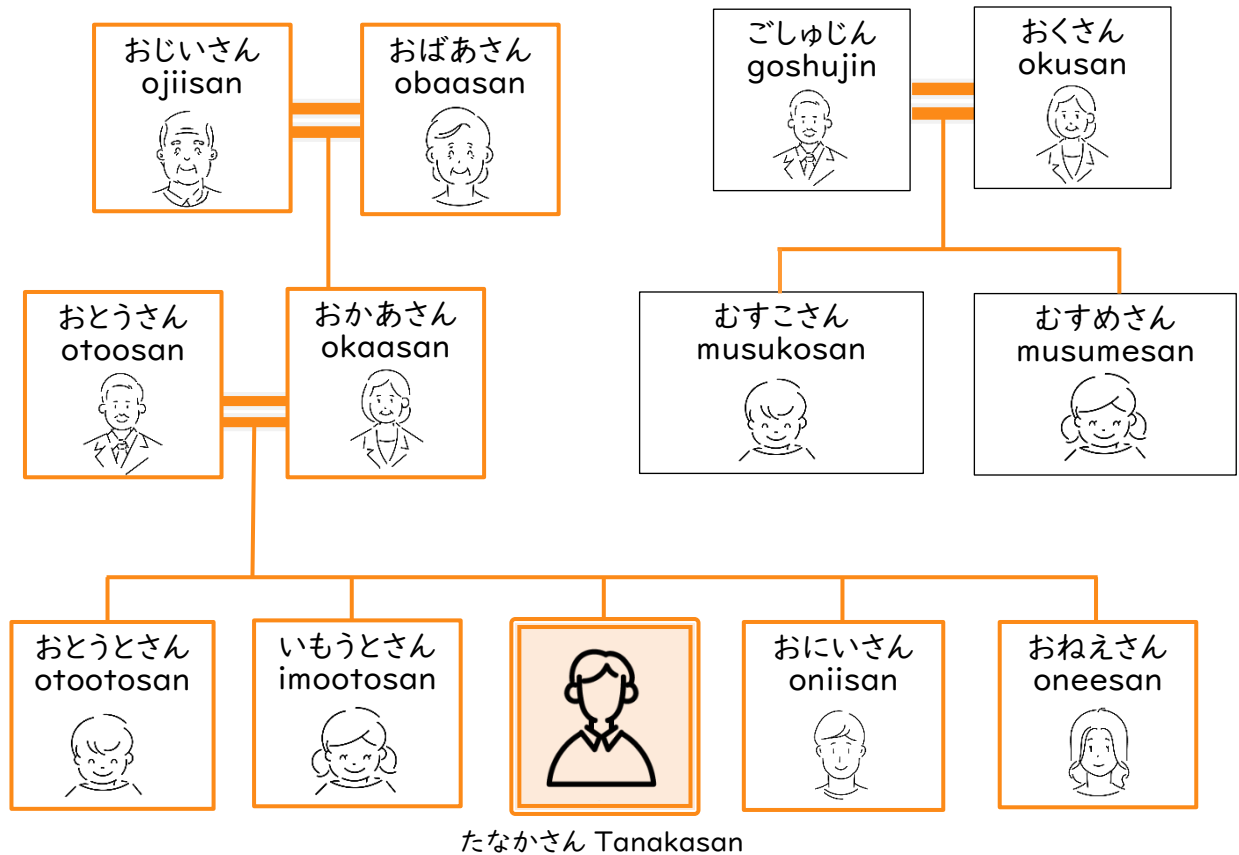 おじいさん
ojiisan
おばあさん
obaasan
ごしゅじん
goshujin
おくさん
okusan
おとうさん
otoosan
おかあさん
okaasan
むすこさん
musukosan
むすめさん
musumesan
おとうとさん
otootosan
いもうとさん
imootosan
おにいさん
oniisan
おねえさん
oneesan
たなかさん Tanakasan